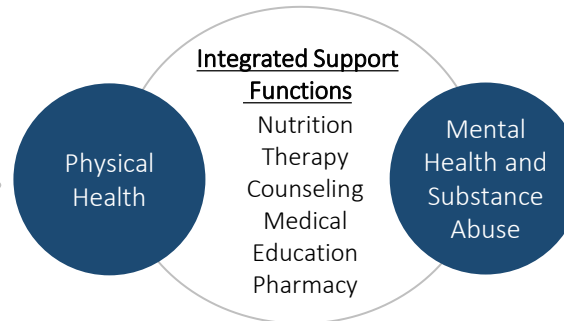 Integrated Support
Functions
Nutrition
Therapy
Counseling
Medical
Education
Pharmacy
Physical
Health
Mental
Health and
Substance
Abuse